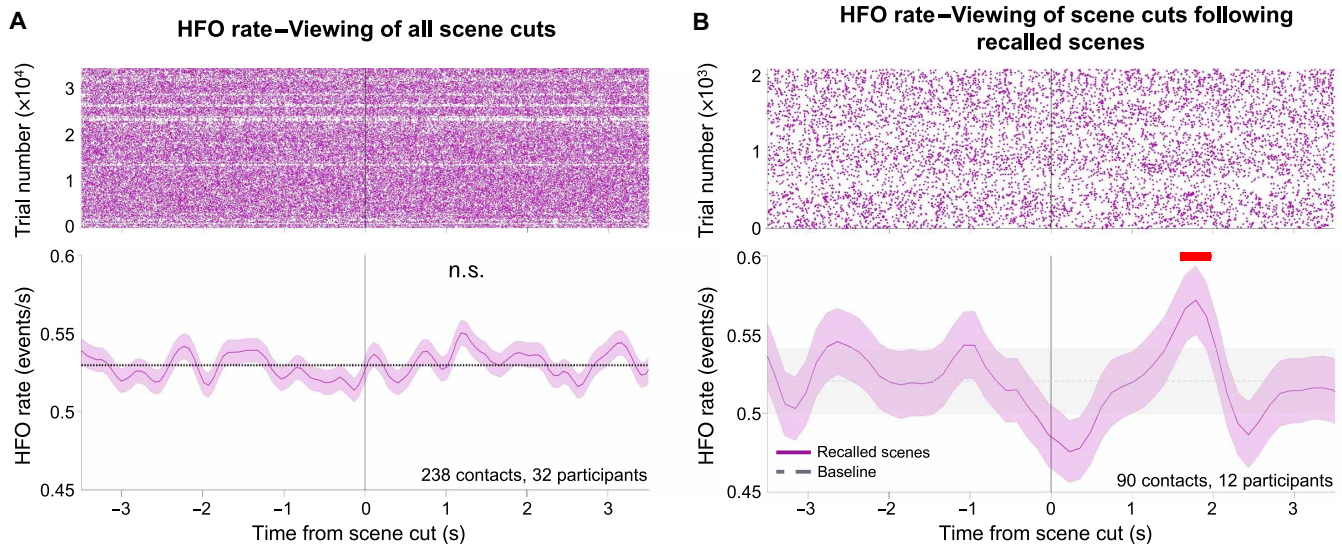 A
HFO rate–Viewing of all scene cuts
Trial number (×10⁴)
3
2
1
0
HFO rate (events/s)
0.6
0.55
0.5
0.45
n.s.
238 contacts, 32 participants
−3 −2 −1 0 1 2 3
Time from scene cut (s)
B
HFO rate–Viewing of scene cuts following
recalled scenes
Trial number (×10³)
2
1
0
HFO rate (events/s)
0.6
0.55
0.5
0.45
Recalled scenes
Baseline
90 contacts, 12 participants
−3 −2 −1 0 1 2 3
Time from scene cut (s)